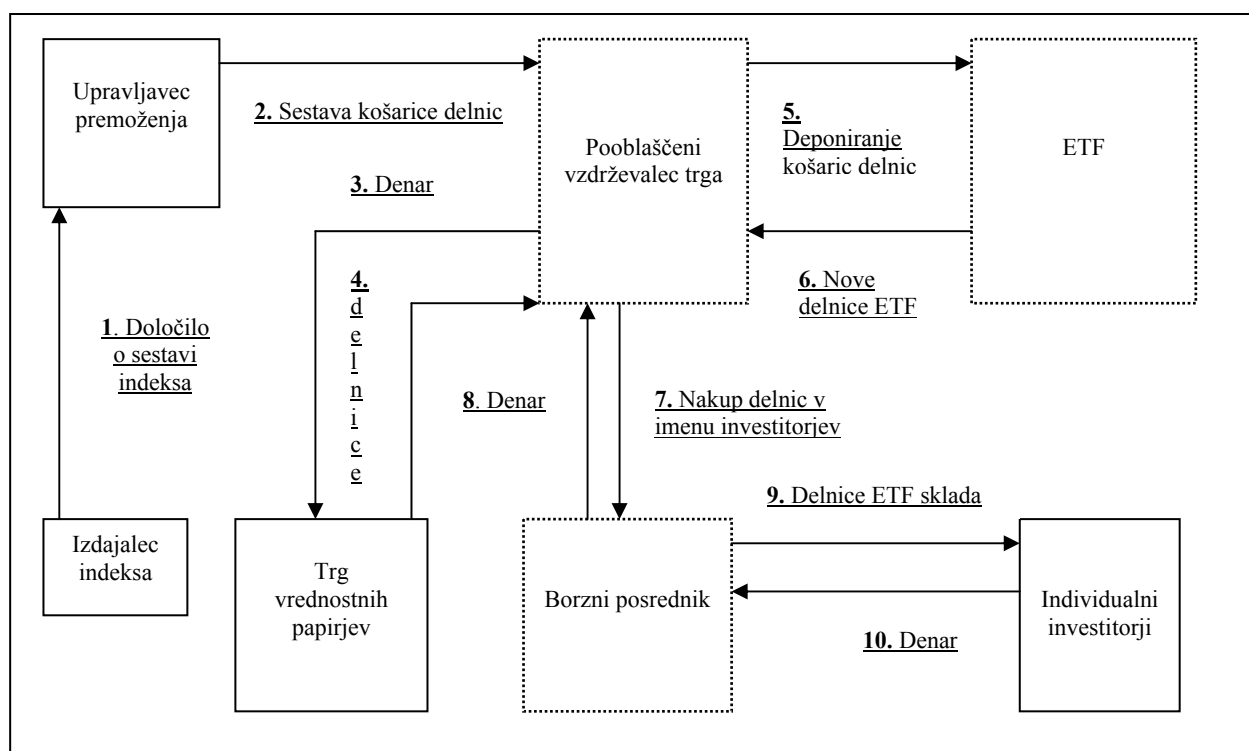 Upravljavec
premoženja
2. Sestava košarice delnic
Pooblaščeni
vzdrževalec trga
5.
Deponiranje
košaric delnic
ETF
3. Denar
4.
d
e
l
n
i
c
e
6. Nove
delnice ETF
1. Določilo
o sestavi
indeksa
8. Denar
7. Nakup delnic v
imenu investitorjev
9. Delnice ETF sklada
Izdajalec
indeksa
Trg
vrednostnih
papirjev
Borzni posrednik
Individualni
investitorji
10. Denar